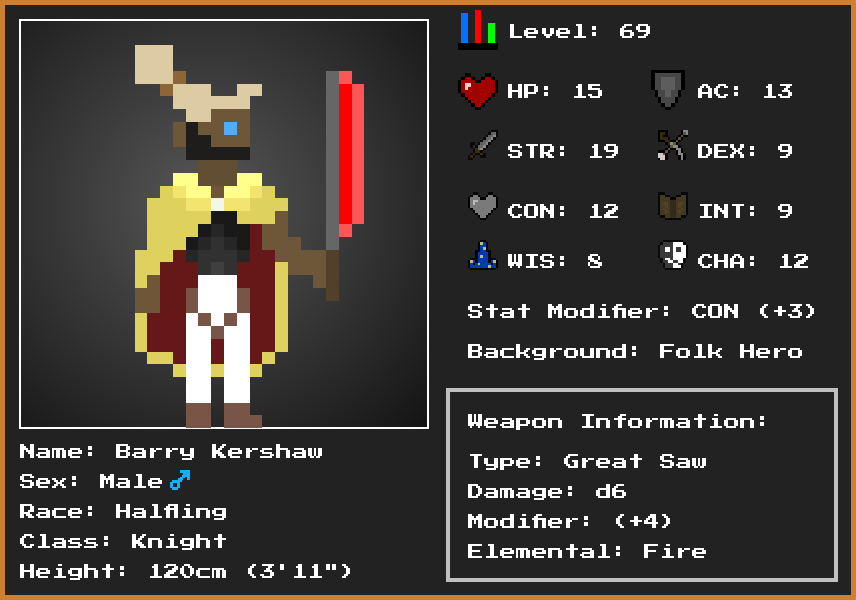 Level: 69
HP: 15 AC: 13
STR: 19 DEX: 9
CON: 12 INT: 9
WIS: 8 CHA: 12
Stat Modifier: CON (+3)
Background: Folk Hero
Weapon Information:
Type: Great Saw
Damage: d6
Modifier: (+4)
Elemental: Fire
Name: Barry Kershaw
Sex: Male♂
Race: Halfling
Class: Knight
Height: 120cm (3'11")